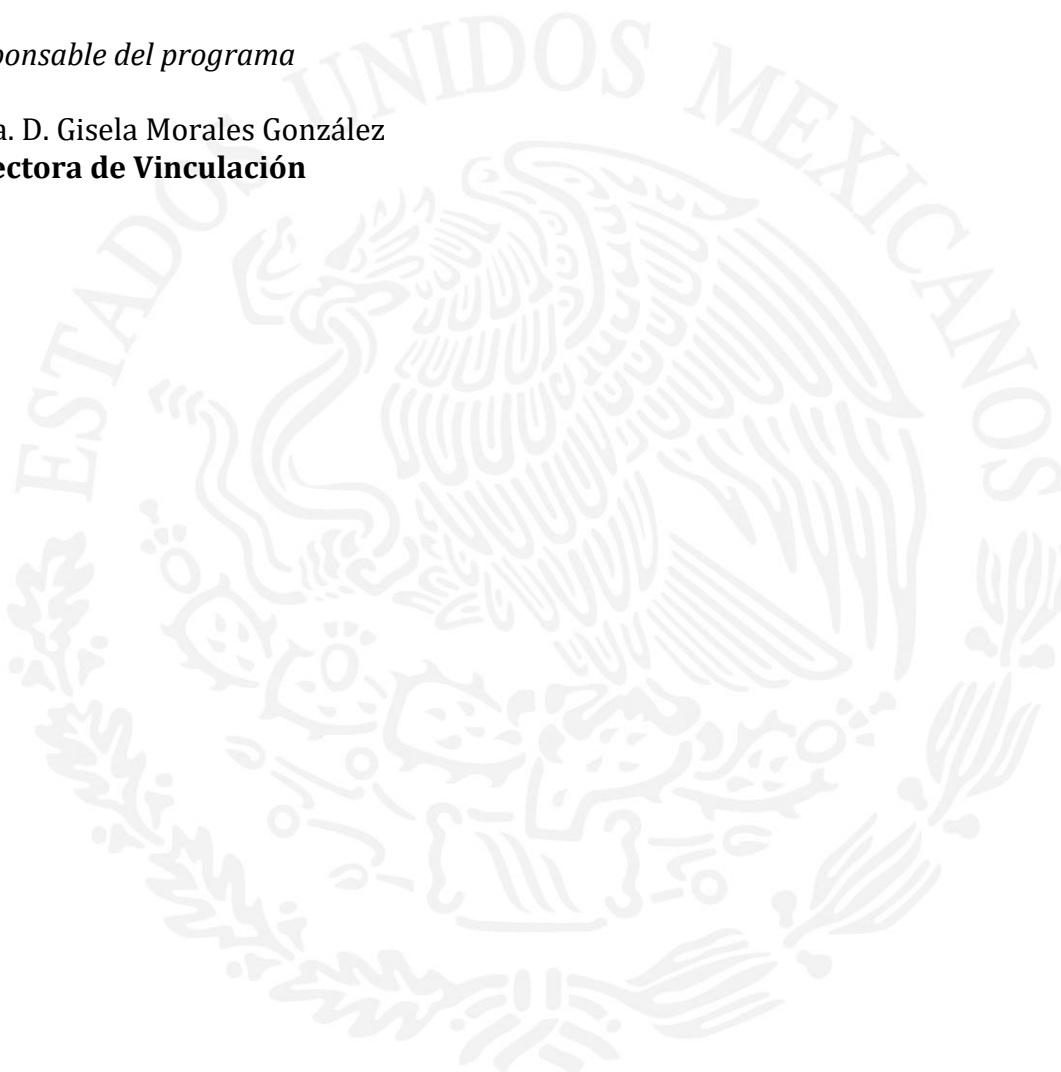 ponsable del programa
a. D. Gisela Morales González
ectora de Vinculación
ESTADOS UNIDOS MEXICANOS